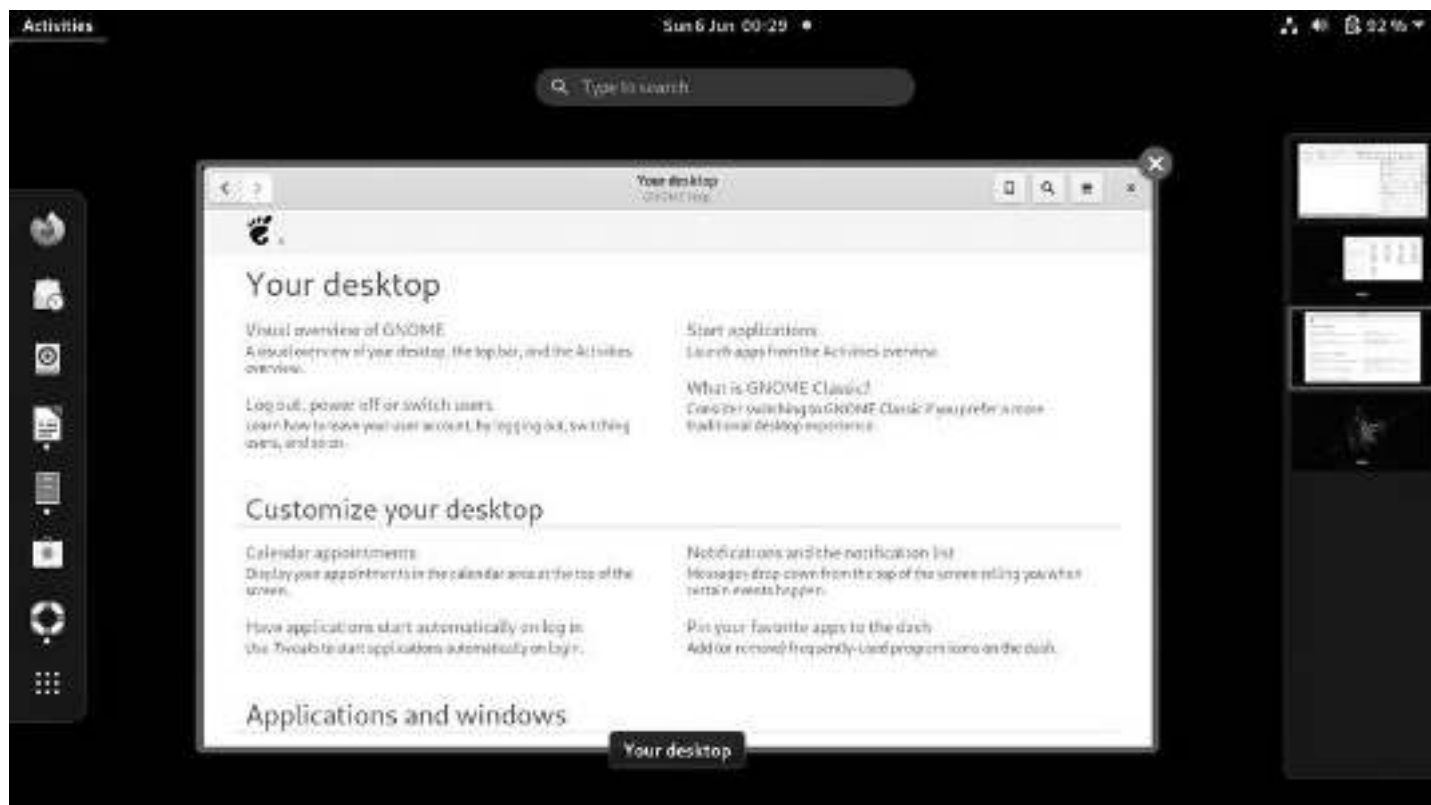 Activities
Sun 6 Jun 00:29
92 %
Type to search
Your desktop
GNOME Help
Your desktop
Visual overview of GNOME
A visual overview of your desktop, the top bar, and the Activities
overview.
Log out, power off or switch users
Learn how to leave your user account, by logging out, switching
users, and so on.
Start applications
Launch apps from the Activities overview.
What is GNOME Classic?
Consider switching to GNOME Classic if you prefer a more
traditional desktop experience.
Customize your desktop
Calendar appointments
Display your appointments in the calendar area at the top of the
screen.
Have applications start automatically on log in
Use Tweaks to start applications automatically on login.
Notifications and the notification list
Messages drop down from the top of the screen telling you when
certain events happen.
Pin your favorite apps to the dash
Add (or remove) frequently-used program icons on the dash.
Applications and windows
Your desktop